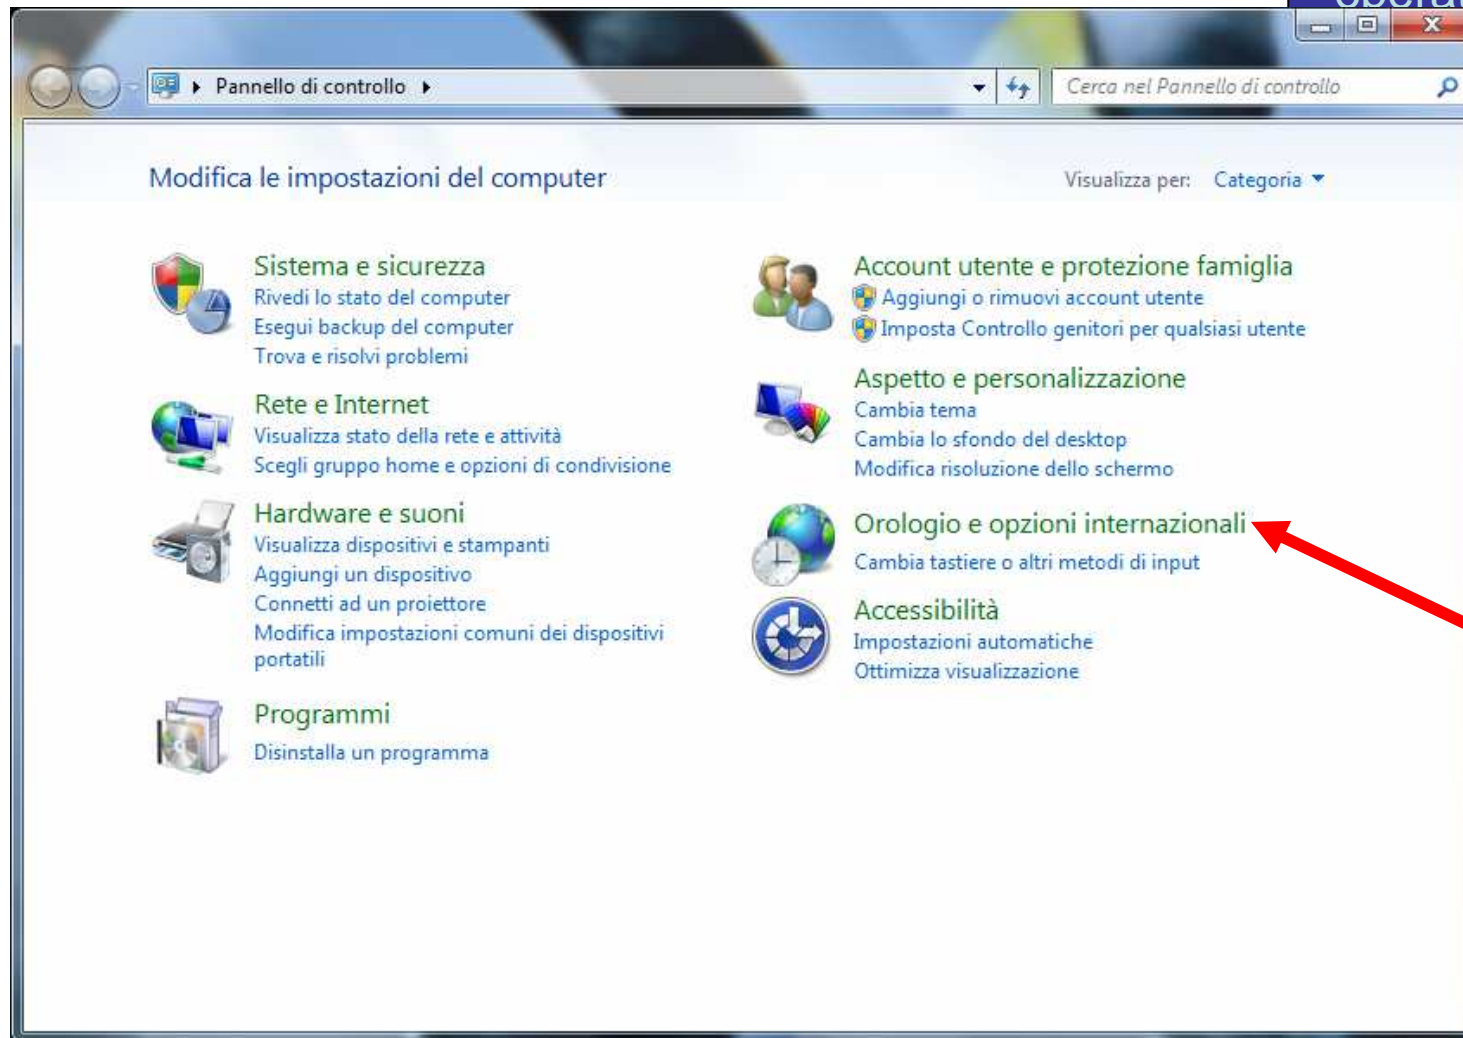 Pannello di controllo
Cerca nel Pannello di controllo
Modifica le impostazioni del computer
Visualizza per: Categoria
Sistema e sicurezza
Rivedi lo stato del computer
Esegui backup del computer
Trova e risolvi problemi
Rete e Internet
Visualizza stato della rete e attività
Scegli gruppo home e opzioni di condivisione
Hardware e suoni
Visualizza dispositivi e stampanti
Aggiungi un dispositivo
Connetti ad un proiettore
Modifica impostazioni comuni dei dispositivi
portatili
Programmi
Disinstalla un programma
Account utente e protezione famiglia
Aggiungi o rimuovi account utente
Imposta Controllo genitori per qualsiasi utente
Aspetto e personalizzazione
Cambia tema
Cambia lo sfondo del desktop
Modifica risoluzione dello schermo
Orologio e opzioni internazionali
Cambia tastiere o altri metodi di input
Accessibilità
Impostazioni automatiche
Ottimizza visualizzazione